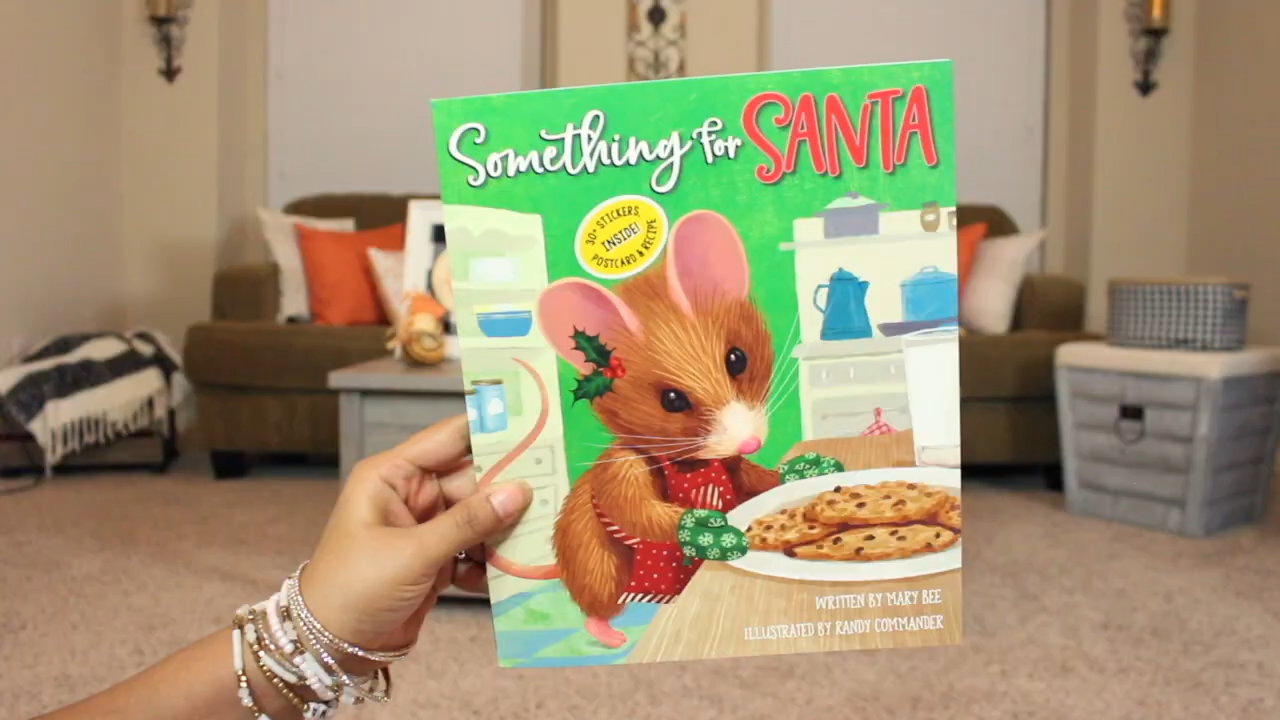 Something for SANTA
30+ STICKERS,
INSIDE!
POSTCARD & RECIPE
WRITTEN BY MARY BEE
ILLUSTRATED BY RANDY COMMANDER